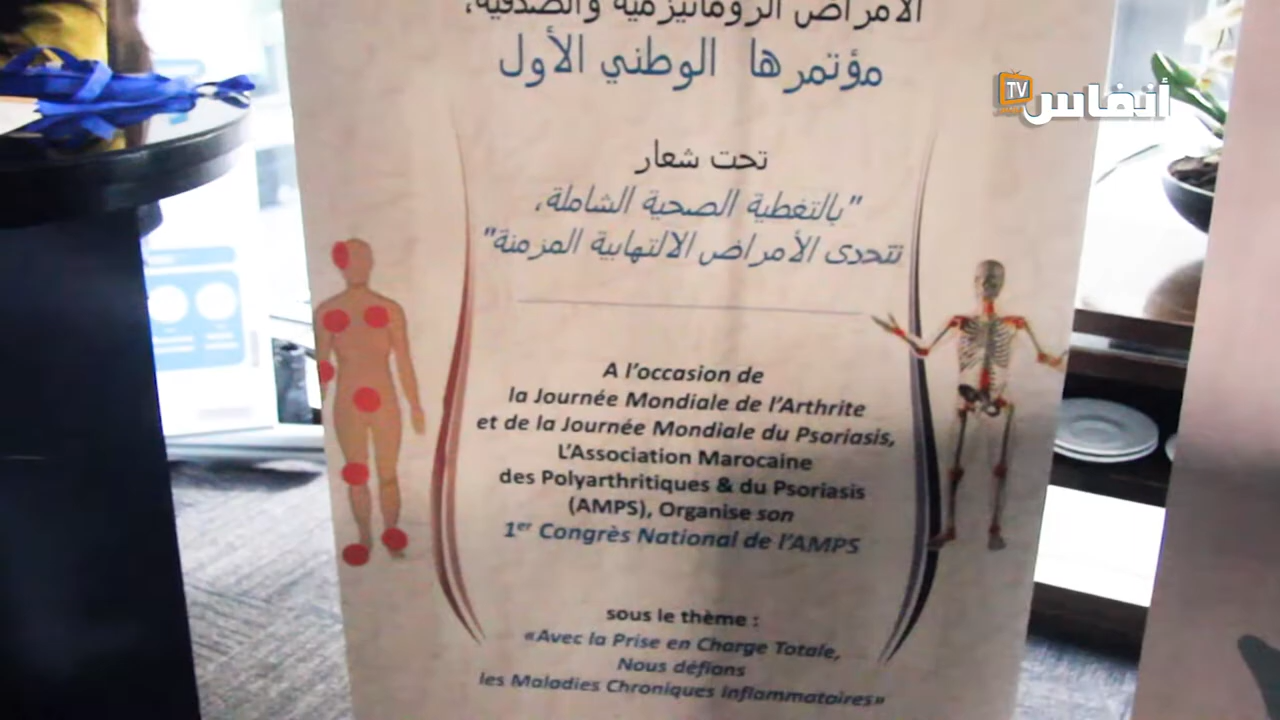 الأمراض الروماتيزمية والصدفية،
مؤتمرها الوطني الأول
تحت شعار
"بالتغطية الصحية الشاملة،
نتحدى الأمراض الالتهابية المزمنة"
A l'occasion de
la Journée Mondiale de l'Arthrite
et de la Journée Mondiale du Psoriasis,
L'Association Marocaine
des Polyarthritiques & du Psoriasis
(AMPS), Organise son
1er Congrès National de l'AMPS
sous le thème :
«Avec la Prise en Charge Totale,
Nous défions
les Maladies Chroniques Inflammatoires»
أنفاس TV